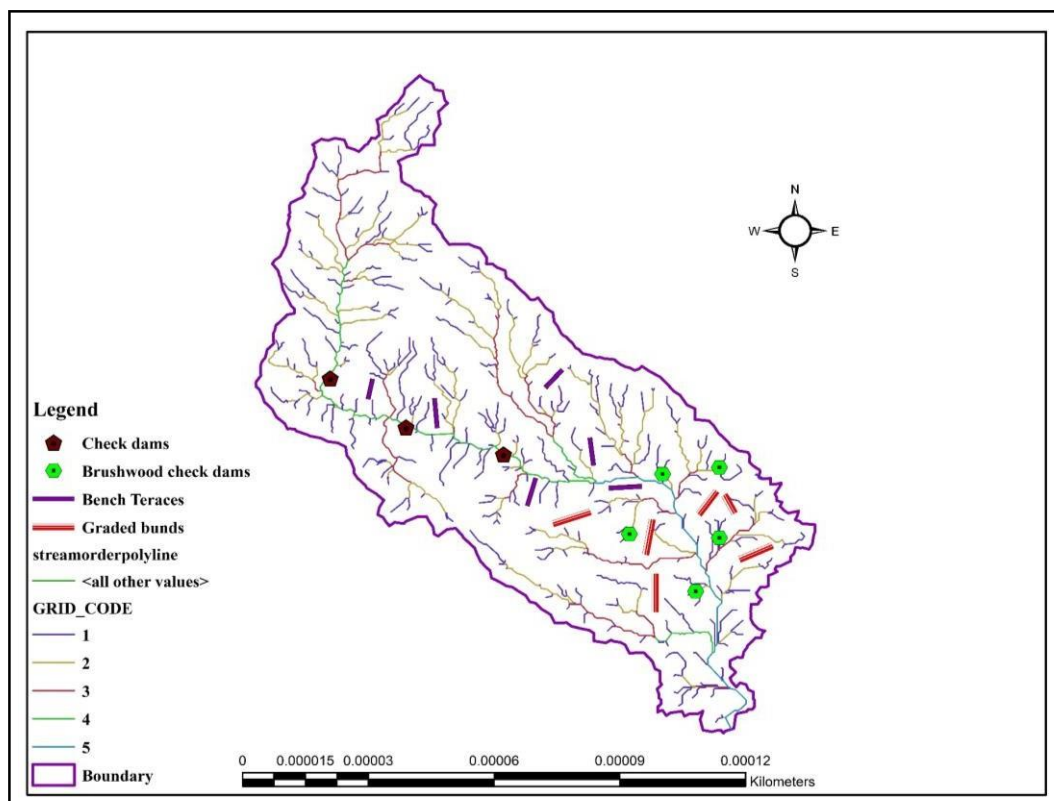 N
W E
S
Legend
Check dams
Brushwood check dams
Bench Teraces
Graded bunds
streamorderpolyline
<all other values>
GRID_CODE
1
2
3
4
5
Boundary
0 0.000015 0.00003 0.00006 0.00009 0.00012
Kilometers